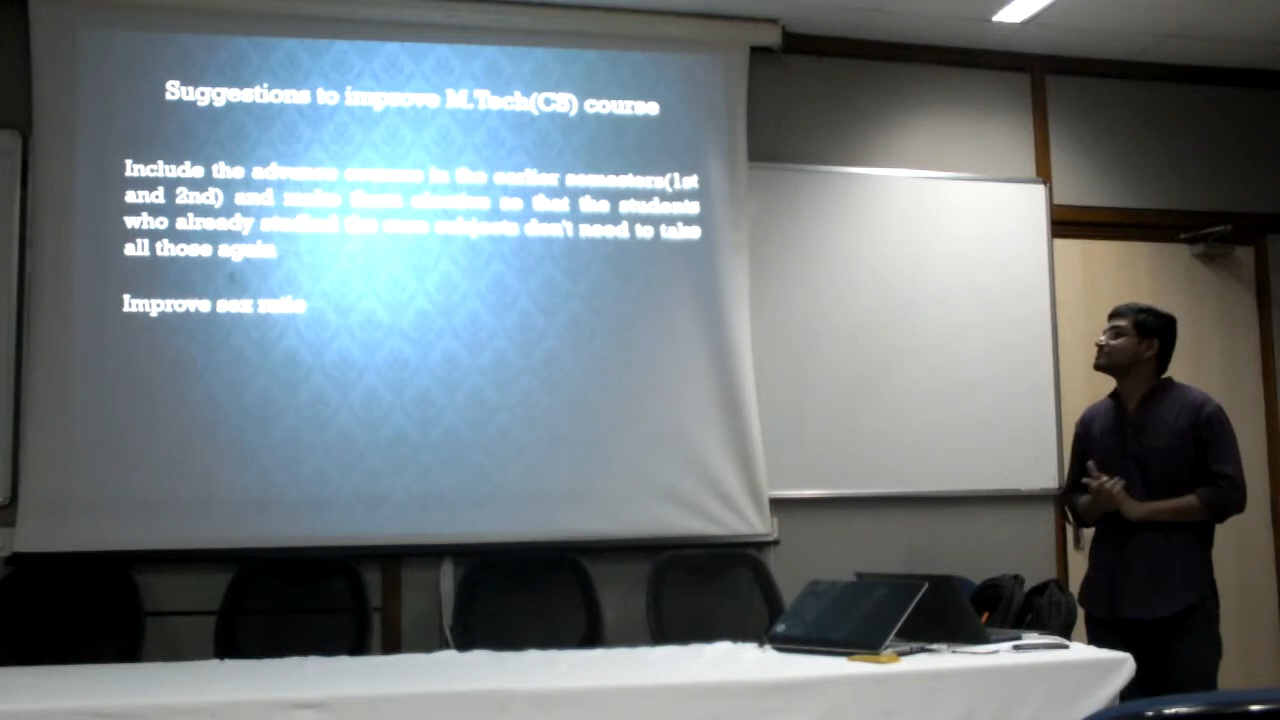 Suggestions to improve M.Tech(CS) course
Include the advance courses in the earlier semesters(1st
and 2nd) and make them elective so that the students
who already studied the core subjects don't need to take
all those again
Improve sex ratio